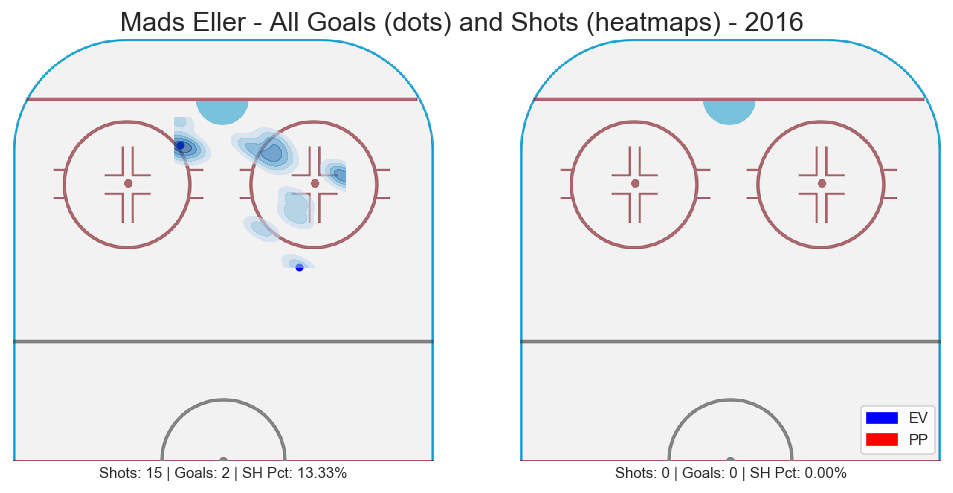 Mads Eller - All Goals (dots) and Shots (heatmaps) - 2016
EV
PP
Shots: 15 | Goals: 2 | SH Pct: 13.33%
Shots: 0 | Goals: 0 | SH Pct: 0.00%